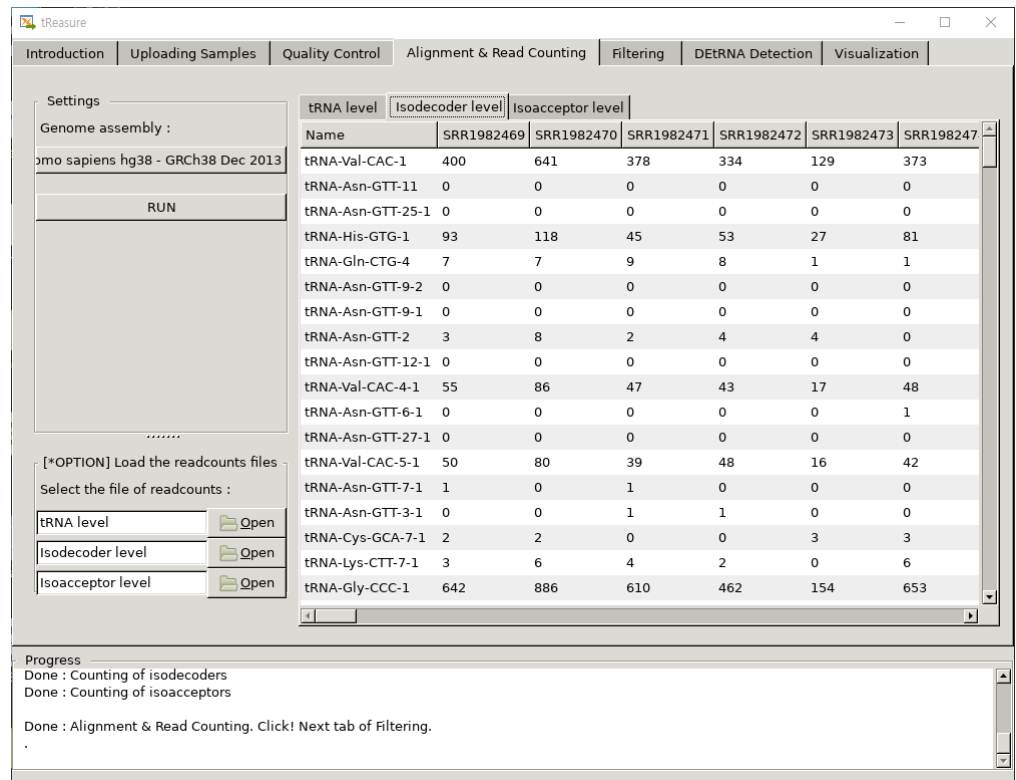 tReasure
Introduction Uploading Samples Quality Control Alignment & Read Counting Filtering DEtRNA Detection Visualization
Settings
Genome assembly :
omo sapiens hg38 - GRCh38 Dec 2013
RUN
[*OPTION] Load the readcounts files
Select the file of readcounts :
tRNA level Open
Isodecoder level Open
Isoacceptor level Open
tRNA level Isodecoder level Isoacceptor level
Name SRR1982469 SRR1982470 SRR1982471 SRR1982472 SRR1982473 SRR198247
tRNA-Val-CAC-1 400 641 378 334 129 373
tRNA-Asn-GTT-11 0 0 0 0 0 0
tRNA-Asn-GTT-25-1 0 0 0 0 0 0
tRNA-His-GTG-1 93 118 45 53 27 81
tRNA-Gln-CTG-4 7 7 9 8 1 1
tRNA-Asn-GTT-9-2 0 0 0 0 0 0
tRNA-Asn-GTT-9-1 0 0 0 0 0 0
tRNA-Asn-GTT-2 3 8 2 4 4 0
tRNA-Asn-GTT-12-1 0 0 0 0 0 0
tRNA-Val-CAC-4-1 55 86 47 43 17 48
tRNA-Asn-GTT-6-1 0 0 0 0 0 1
tRNA-Asn-GTT-27-1 0 0 0 0 0 0
tRNA-Val-CAC-5-1 50 80 39 48 16 42
tRNA-Asn-GTT-7-1 1 0 1 0 0 0
tRNA-Asn-GTT-3-1 0 0 1 1 0 0
tRNA-Cys-GCA-7-1 2 2 0 0 3 3
tRNA-Lys-CTT-7-1 3 6 4 2 0 6
tRNA-Gly-CCC-1 642 886 610 462 154 653
Progress
Done : Counting of isodecoders
Done : Counting of isoacceptors
Done : Alignment & Read Counting. Click! Next tab of Filtering.
.